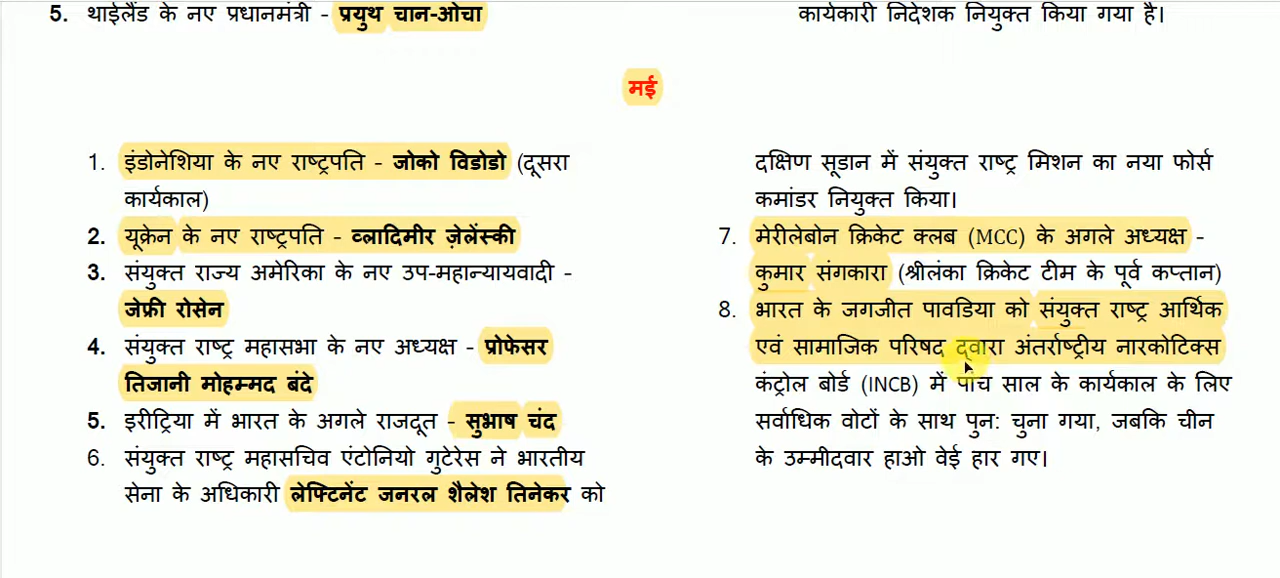 5. थाईलैंड के नए प्रधानमंत्री - प्रयुथ चान-ओचा
कार्यकारी निदेशक नियुक्त किया गया है।
मई
1. इंडोनेशिया के नए राष्ट्रपति - जोको विडोडो (दूसरा
कार्यकाल)
2. यूक्रेन के नए राष्ट्रपति - व्लादिमीर ज़ेलेंस्की
3. संयुक्त राज्य अमेरिका के नए उप-महान्यायवादी -
जेफ्री रोसेन
4. संयुक्त राष्ट्र महासभा के नए अध्यक्ष - प्रोफेसर
तिजानी मोहम्मद बंदे
5. इरीट्रिया में भारत के अगले राजदूत - सुभाष चंद
6. संयुक्त राष्ट्र महासचिव एंटोनियो गुटेरेस ने भारतीय
सेना के अधिकारी लेफ्टिनेंट जनरल शैलेश तिनेकर को
दक्षिण सूडान में संयुक्त राष्ट्र मिशन का नया फोर्स
कमांडर नियुक्त किया।
7. मेरीलेबोन क्रिकेट क्लब (MCC) के अगले अध्यक्ष -
कुमार संगकारा (श्रीलंका क्रिकेट टीम के पूर्व कप्तान)
8. भारत के जगजीत पावडिया को संयुक्त राष्ट्र आर्थिक
एवं सामाजिक परिषद द्वारा अंतर्राष्ट्रीय नारकोटिक्स
कंट्रोल बोर्ड (INCB) में पांच साल के कार्यकाल के लिए
सर्वाधिक वोटों के साथ पुन: चुना गया, जबकि चीन
के उम्मीदवार हाओ वेई हार गए।